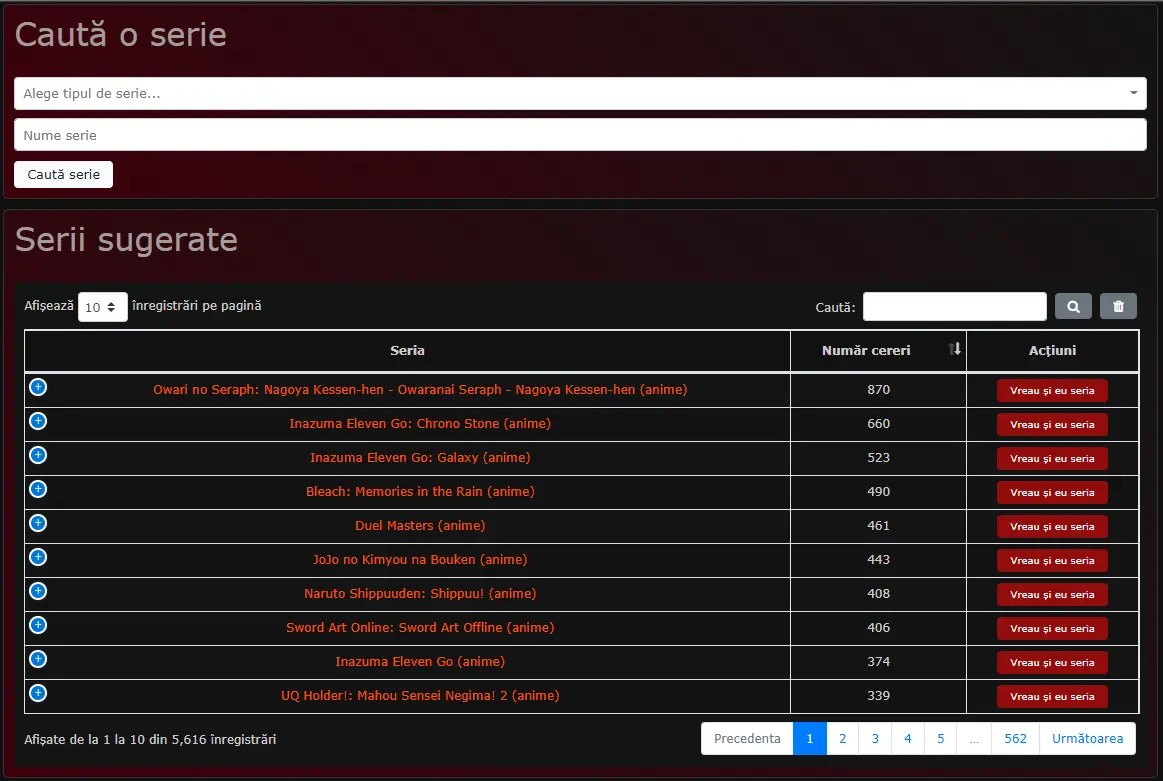 Caută o serie
Alege tipul de serie...
Nume serie
Caută serie
Serii sugerate
Afișează 10 înregistrări pe pagină Caută:
Seria Număr cereri Acțiuni
Owari no Seraph: Nagoya Kessen-hen - Owaranai Seraph - Nagoya Kessen-hen (anime) 870 Vreau și eu seria
Inazuma Eleven Go: Chrono Stone (anime) 660 Vreau și eu seria
Inazuma Eleven Go: Galaxy (anime) 523 Vreau și eu seria
Bleach: Memories in the Rain (anime) 490 Vreau și eu seria
Duel Masters (anime) 461 Vreau și eu seria
JoJo no Kimyou na Bouken (anime) 443 Vreau și eu seria
Naruto Shippuuden: Shippuu! (anime) 408 Vreau și eu seria
Sword Art Online: Sword Art Offline (anime) 406 Vreau și eu seria
Inazuma Eleven Go (anime) 374 Vreau și eu seria
UQ Holder!: Mahou Sensei Negima! 2 (anime) 339 Vreau și eu seria
Afișate de la 1 la 10 din 5,616 înregistrări Precedenta 1 2 3 4 5 ... 562 Următoarea